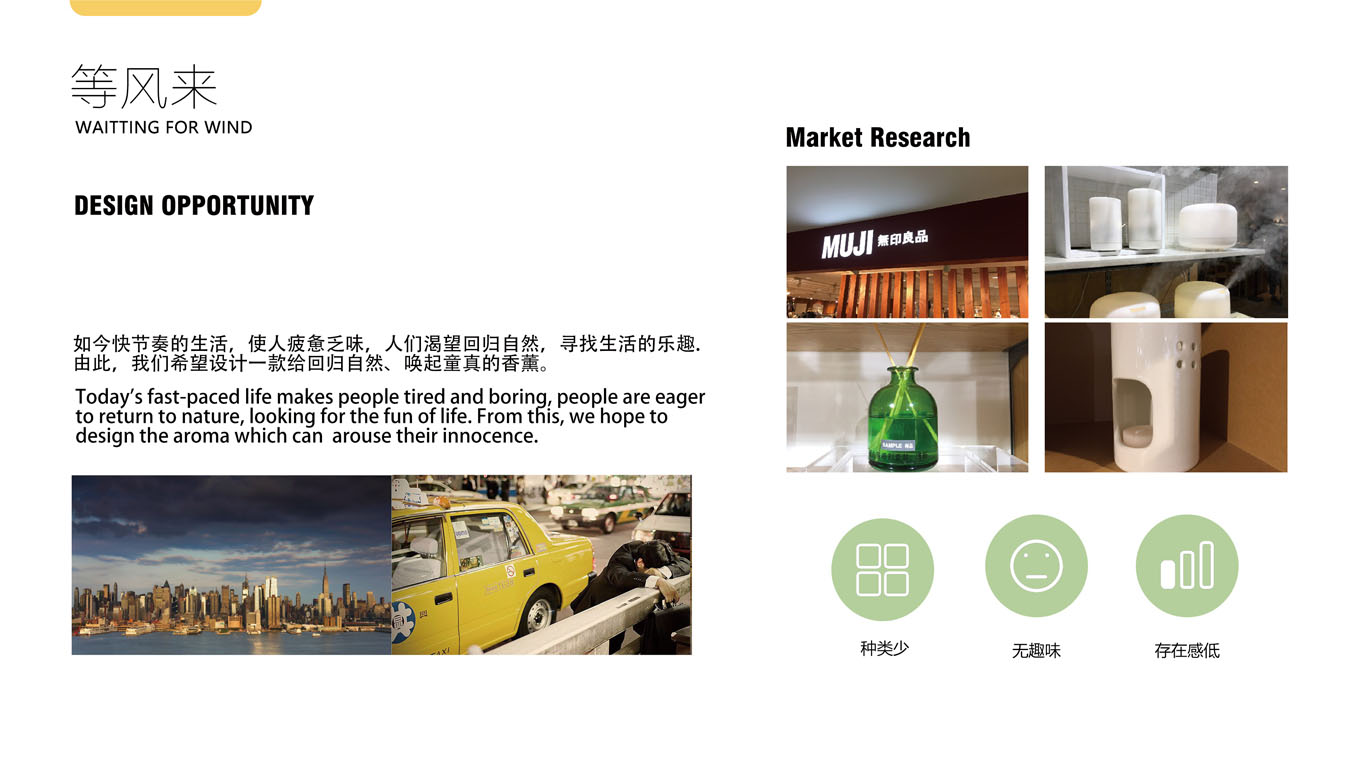 等风来
WAITTING FOR WIND
DESIGN OPPORTUNITY
如今快节奏的生活，使人疲惫乏味，人们渴望回归自然，寻找生活的乐趣.
由此，我们希望设计一款给回归自然、唤起童真的香薰。
Today's fast-paced life makes people tired and boring, people are eager
to return to nature, looking for the fun of life. From this, we hope to
design the aroma which can arouse their innocence.
Market Research
MUJI 無印良品
SAMPLE
TAXI
种类少
无趣味
存在感低